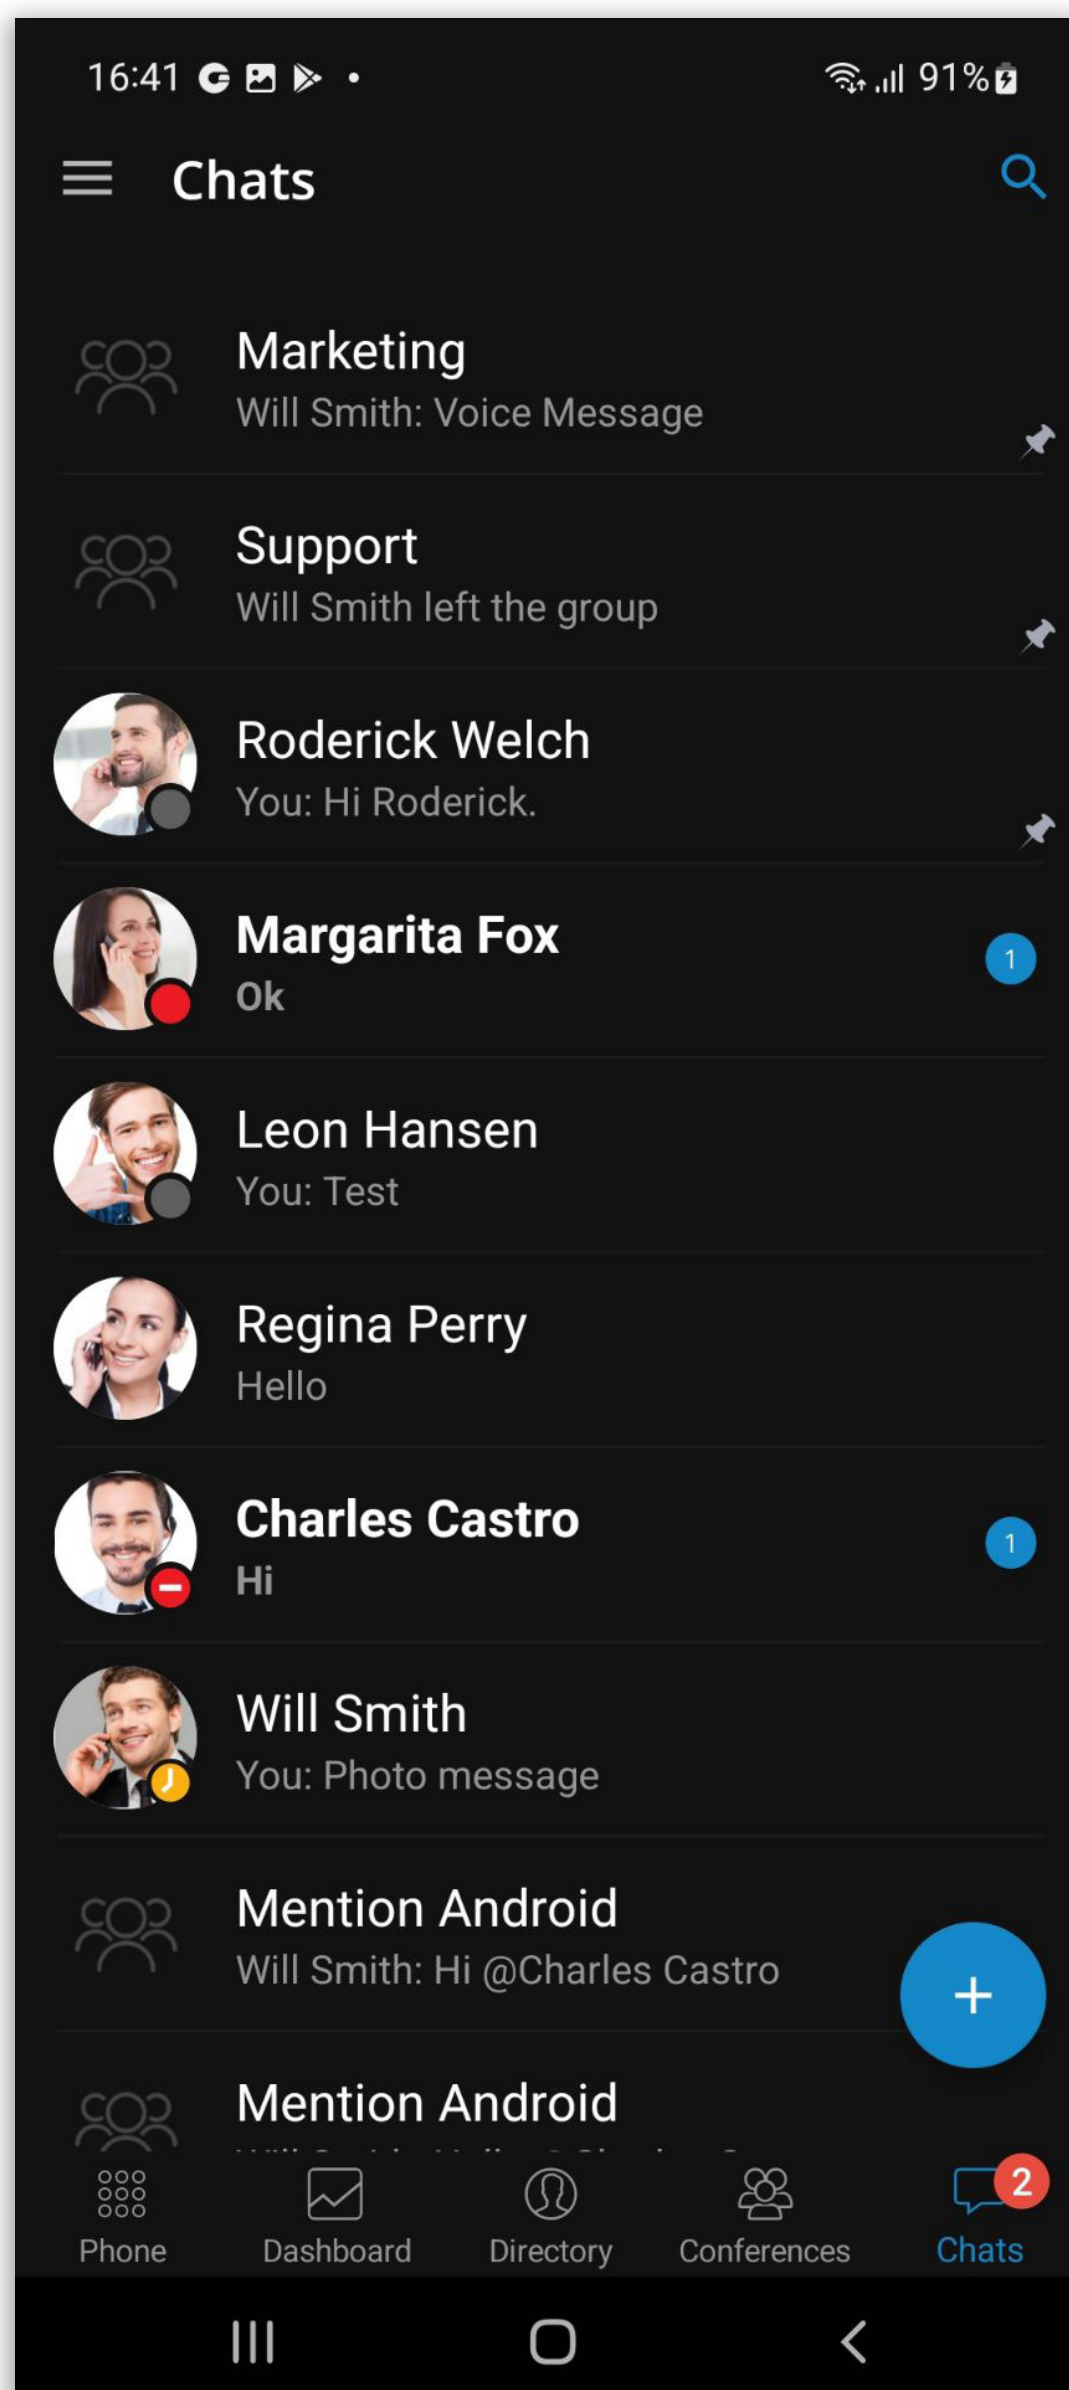 16:41
91%
Chats
Marketing
Will Smith: Voice Message
Support
Will Smith left the group
Roderick Welch
You: Hi Roderick.
Margarita Fox
1
Ok
Leon Hansen
You: Test
Regina Perry
Hello
Charles Castro
1
Hi
Will Smith
You: Photo message
Mention Android
Will Smith: Hi @Charles Castro
+
Mention Android
2
Phone Dashboard Directory Conferences Chats